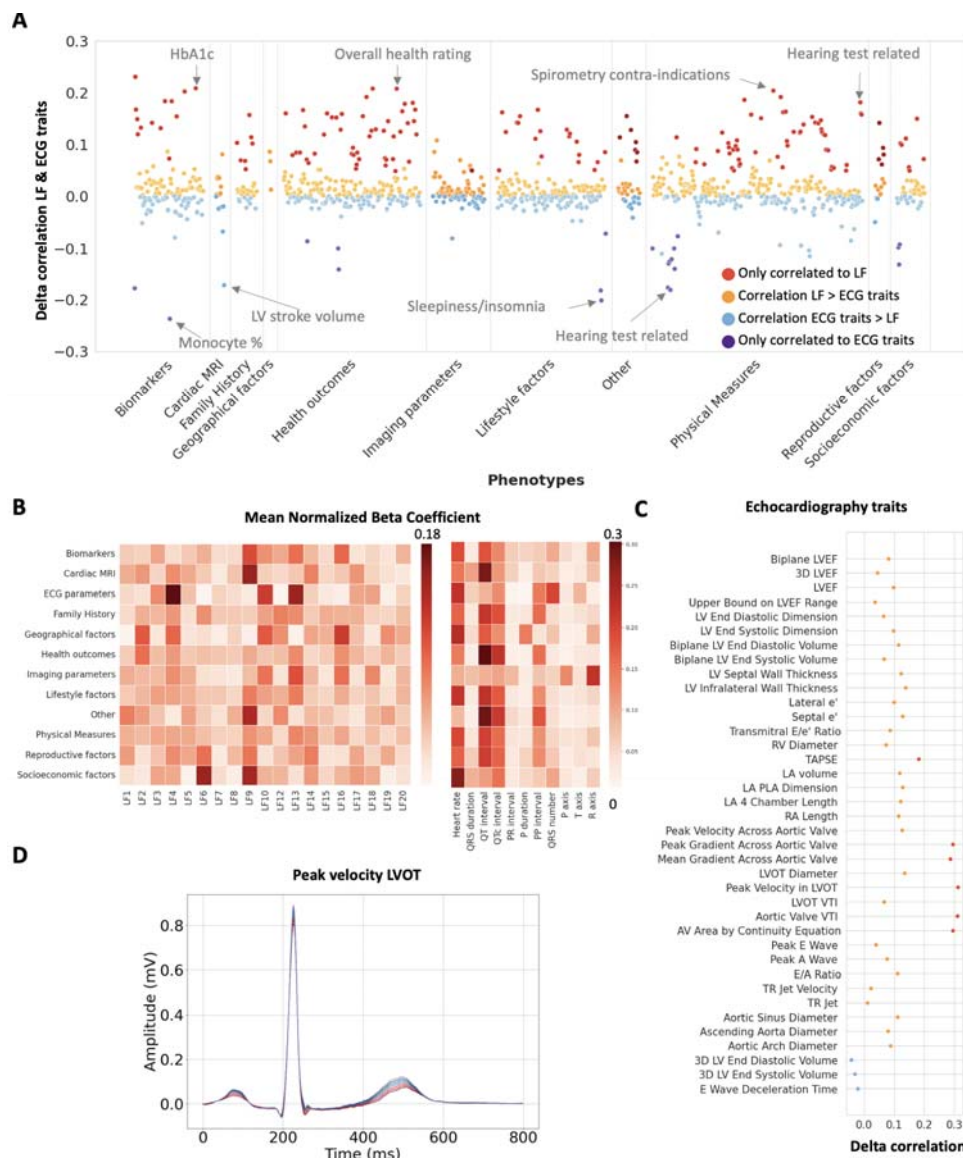 A
0.3
0.2
0.1
0.0
−0.1
−0.2
−0.3
Delta correlation LF & ECG traits
HbA1c
Overall health rating
Hearing test related
Spirometry contra-indications
LV stroke volume
Monocyte %
Sleepiness/insomnia
Hearing test related
Only correlated to LF
Correlation LF > ECG traits
Correlation ECG traits > LF
Only correlated to ECG traits
Biomarkers
Cardiac MRI
Family History
Geographical factors
Health outcomes
Imaging parameters
Lifestyle factors
Other
Physical Measures
Reproductive factors
Socioeconomic factors
Phenotypes
B
Mean Normalized Beta Coefficient
0.18
0.3
Biomarkers
Cardiac MRI
ECG parameters
Family History
Geographical factors
Health outcomes
Imaging parameters
Lifestyle factors
Other
Physical Measures
Reproductive factors
Socioeconomic factors
LF1
LF2
LF3
LF4
LF5
LF6
LF7
LF8
LF9
LF10
LF12
LF13
LF14
LF15
LF16
LF17
LF18
LF19
LF20
Heart rate
QRS duration
QT interval
QTc interval
PR interval
P duration
PP interval
QRS number
P axis
T axis
R axis
0.30
0.25
0.20
0.15
0.10
0.05
0
C
Echocardiography traits
Biplane LVEF
3D LVEF
LVEF
Upper Bound on LVEF Range
LV End Diastolic Dimension
LV End Systolic Dimension
Biplane LV End Diastolic Volume
Biplane LV End Systolic Volume
LV Septal Wall Thickness
LV Infralateral Wall Thickness
Lateral e'
Septal e'
Transmitral E/e' Ratio
RV Diameter
TAPSE
LA volume
LA PLA Dimension
LA 4 Chamber Length
RA Length
Peak Velocity Across Aortic Valve
Peak Gradient Across Aortic Valve
Mean Gradient Across Aortic Valve
LVOT Diameter
Peak Velocity in LVOT
LVOT VTI
Aortic Valve VTI
AV Area by Continuity Equation
Peak E Wave
Peak A Wave
E/A Ratio
TR Jet Velocity
TR Jet
Aortic Sinus Diameter
Ascending Aorta Diameter
Aortic Arch Diameter
3D LV End Diastolic Volume
3D LV End Systolic Volume
E Wave Deceleration Time
0.0 0.1 0.2 0.3
Delta correlation
D
Peak velocity LVOT
Amplitude (mV)
0.8
0.6
0.4
0.2
0.0
0 200 400 600 800
Time (ms)